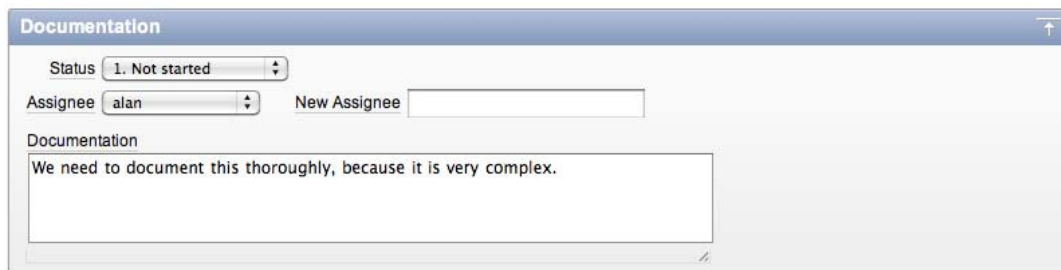 Documentation
Status 1. Not started
Assignee alan New Assignee
Documentation
We need to document this thoroughly, because it is very complex.